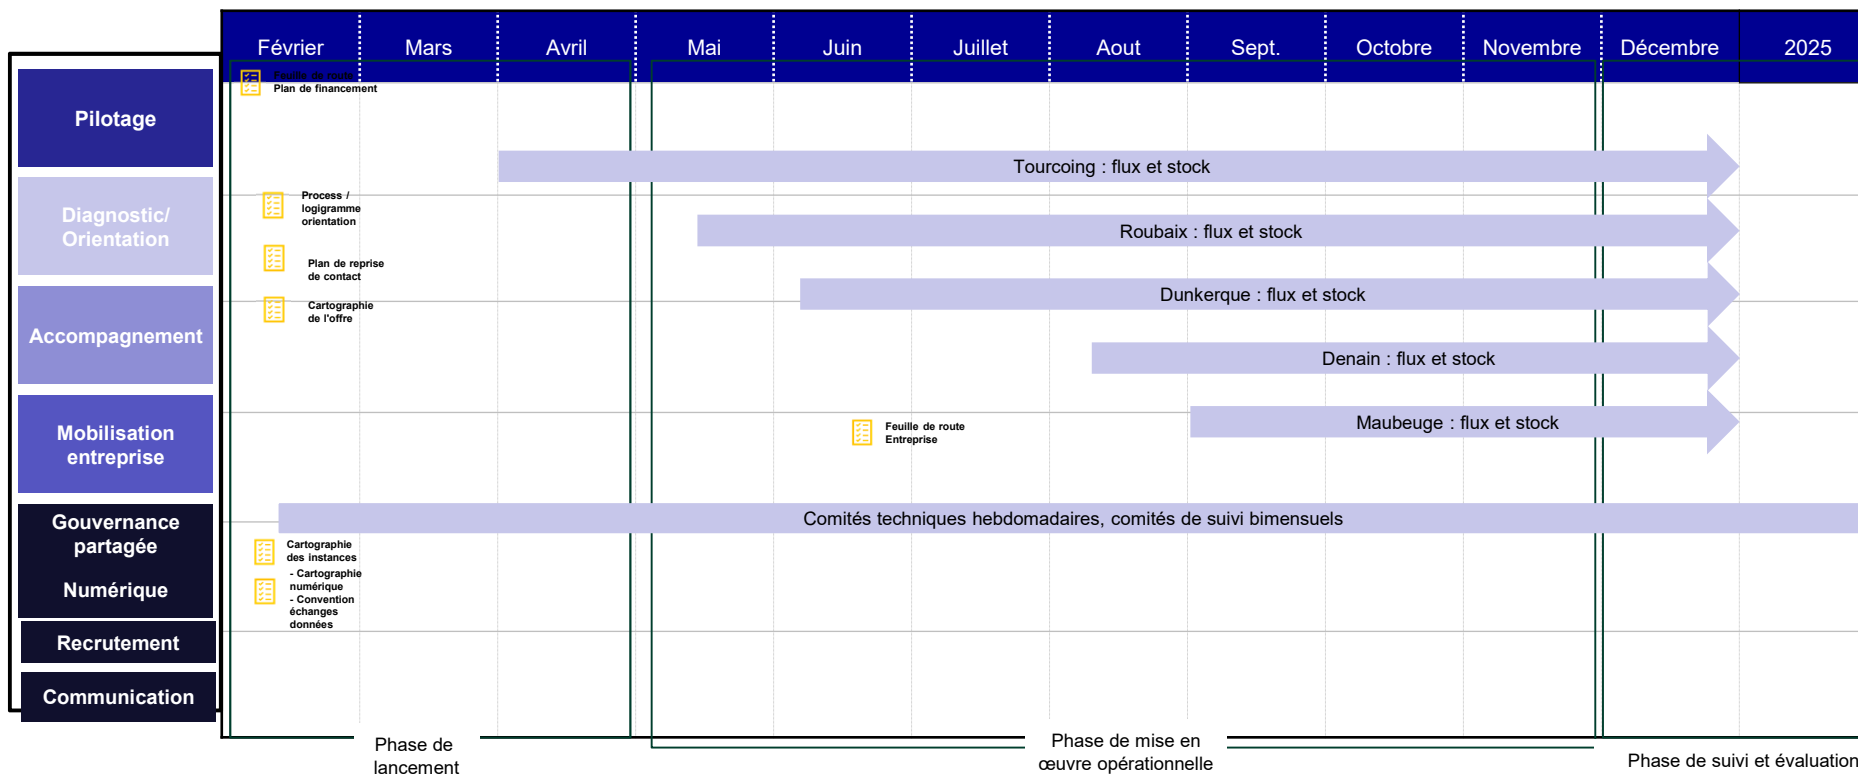 Février
Mars
Avril
Mai
Juin
Juillet
Aout
Sept.
Octobre
Novembre
Décembre
2025
Pilotage
Feuille de route
Plan de financement
Tourcoing : flux et stock
Diagnostic/
Orientation
Process /
logigramme
orientation
Roubaix : flux et stock
Plan de reprise
de contact
Dunkerque : flux et stock
Cartographie
de l'offre
Accompagnement
Denain : flux et stock
Mobilisation
entreprise
Feuille de route
Entreprise
Maubeuge : flux et stock
Gouvernance
partagée
Comités techniques hebdomadaires, comités de suivi bimensuels
Cartographie
des instances
Numérique
- Cartographie
numérique
- Convention
échanges
données
Recrutement
Communication
Phase de
lancement
Phase de mise en
œuvre opérationnelle
Phase de suivi et évaluation